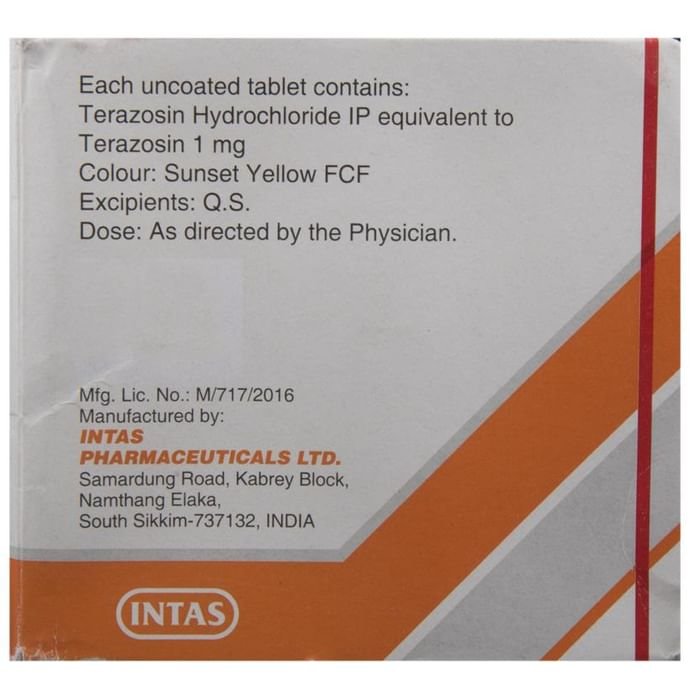 Each uncoated tablet contains:
Terazosin Hydrochloride IP equivalent to
Terazosin 1 mg
Colour: Sunset Yellow FCF
Excipients: Q.S.
Dose: As directed by the Physician.
Mfg. Lic. No.: M/717/2016
Manufactured by:
INTAS
PHARMACEUTICALS LTD.
Samardung Road, Kabrey Block,
Namthang Elaka,
South Sikkim-737132, INDIA
INTAS